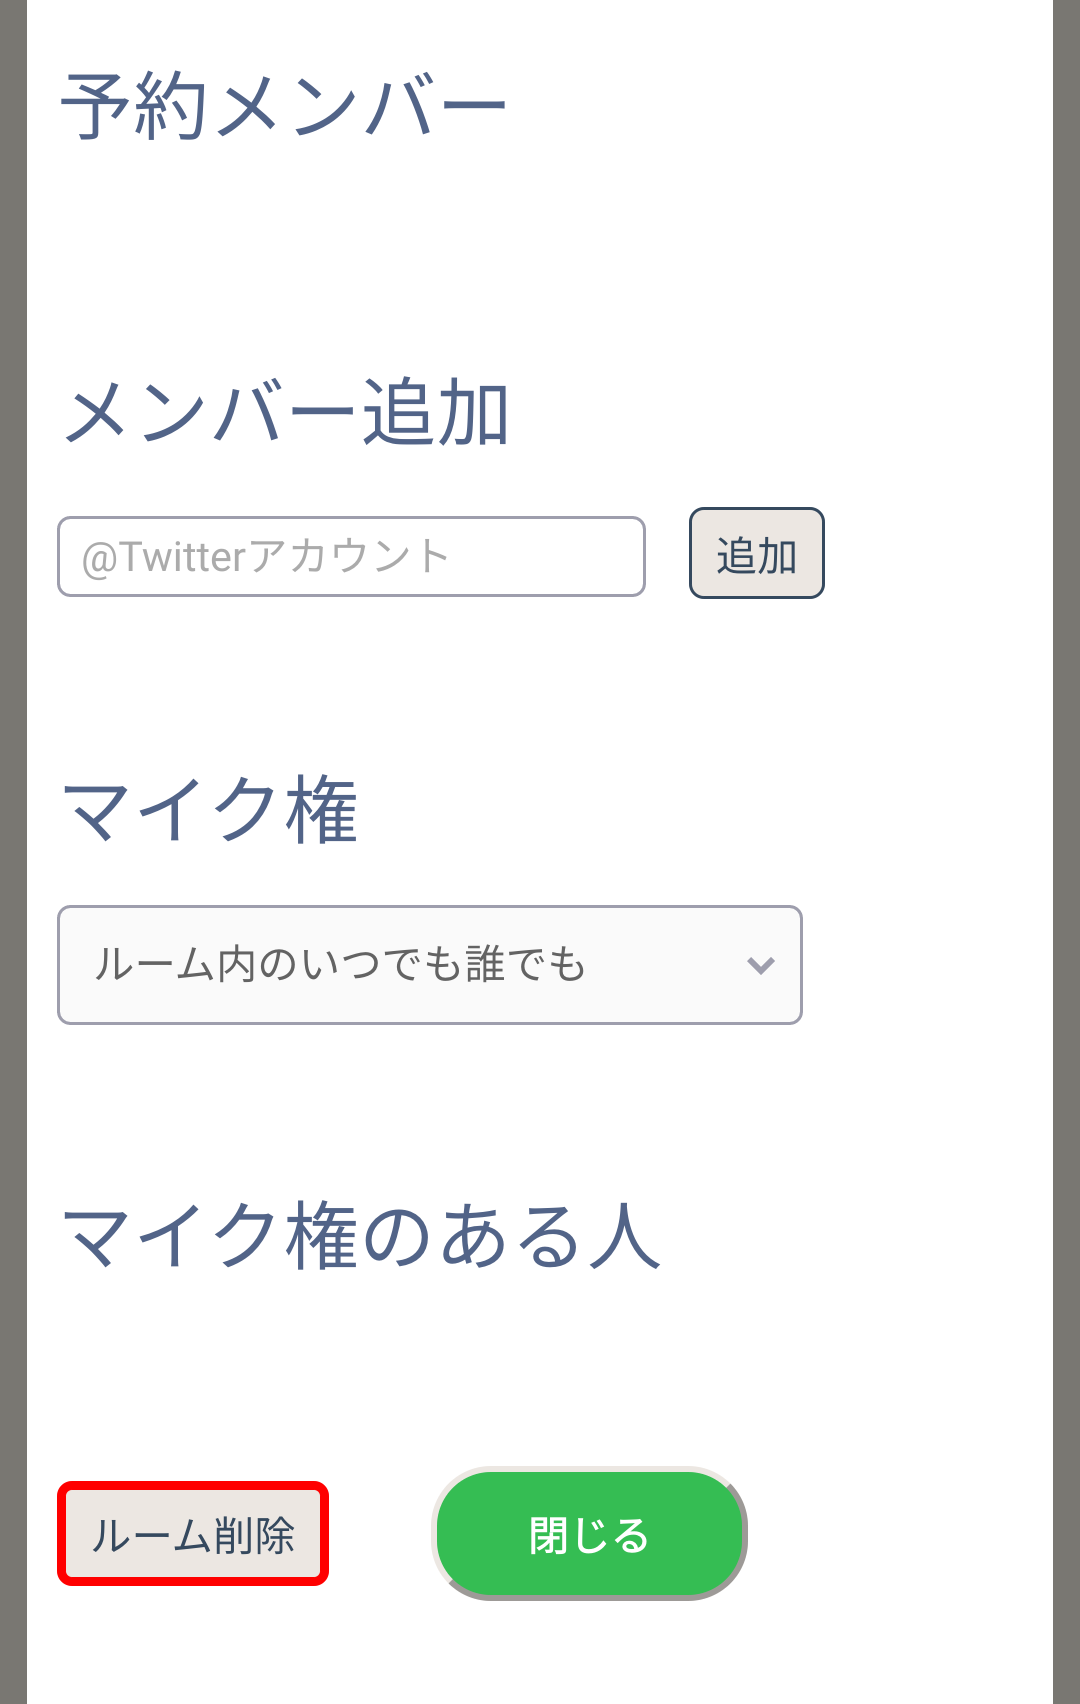 予約メンバー
メンバー追加
@Twitterアカウント
追加
マイク権
ルーム内のいつでも誰でも
マイク権のある人
ルーム削除
閉じる